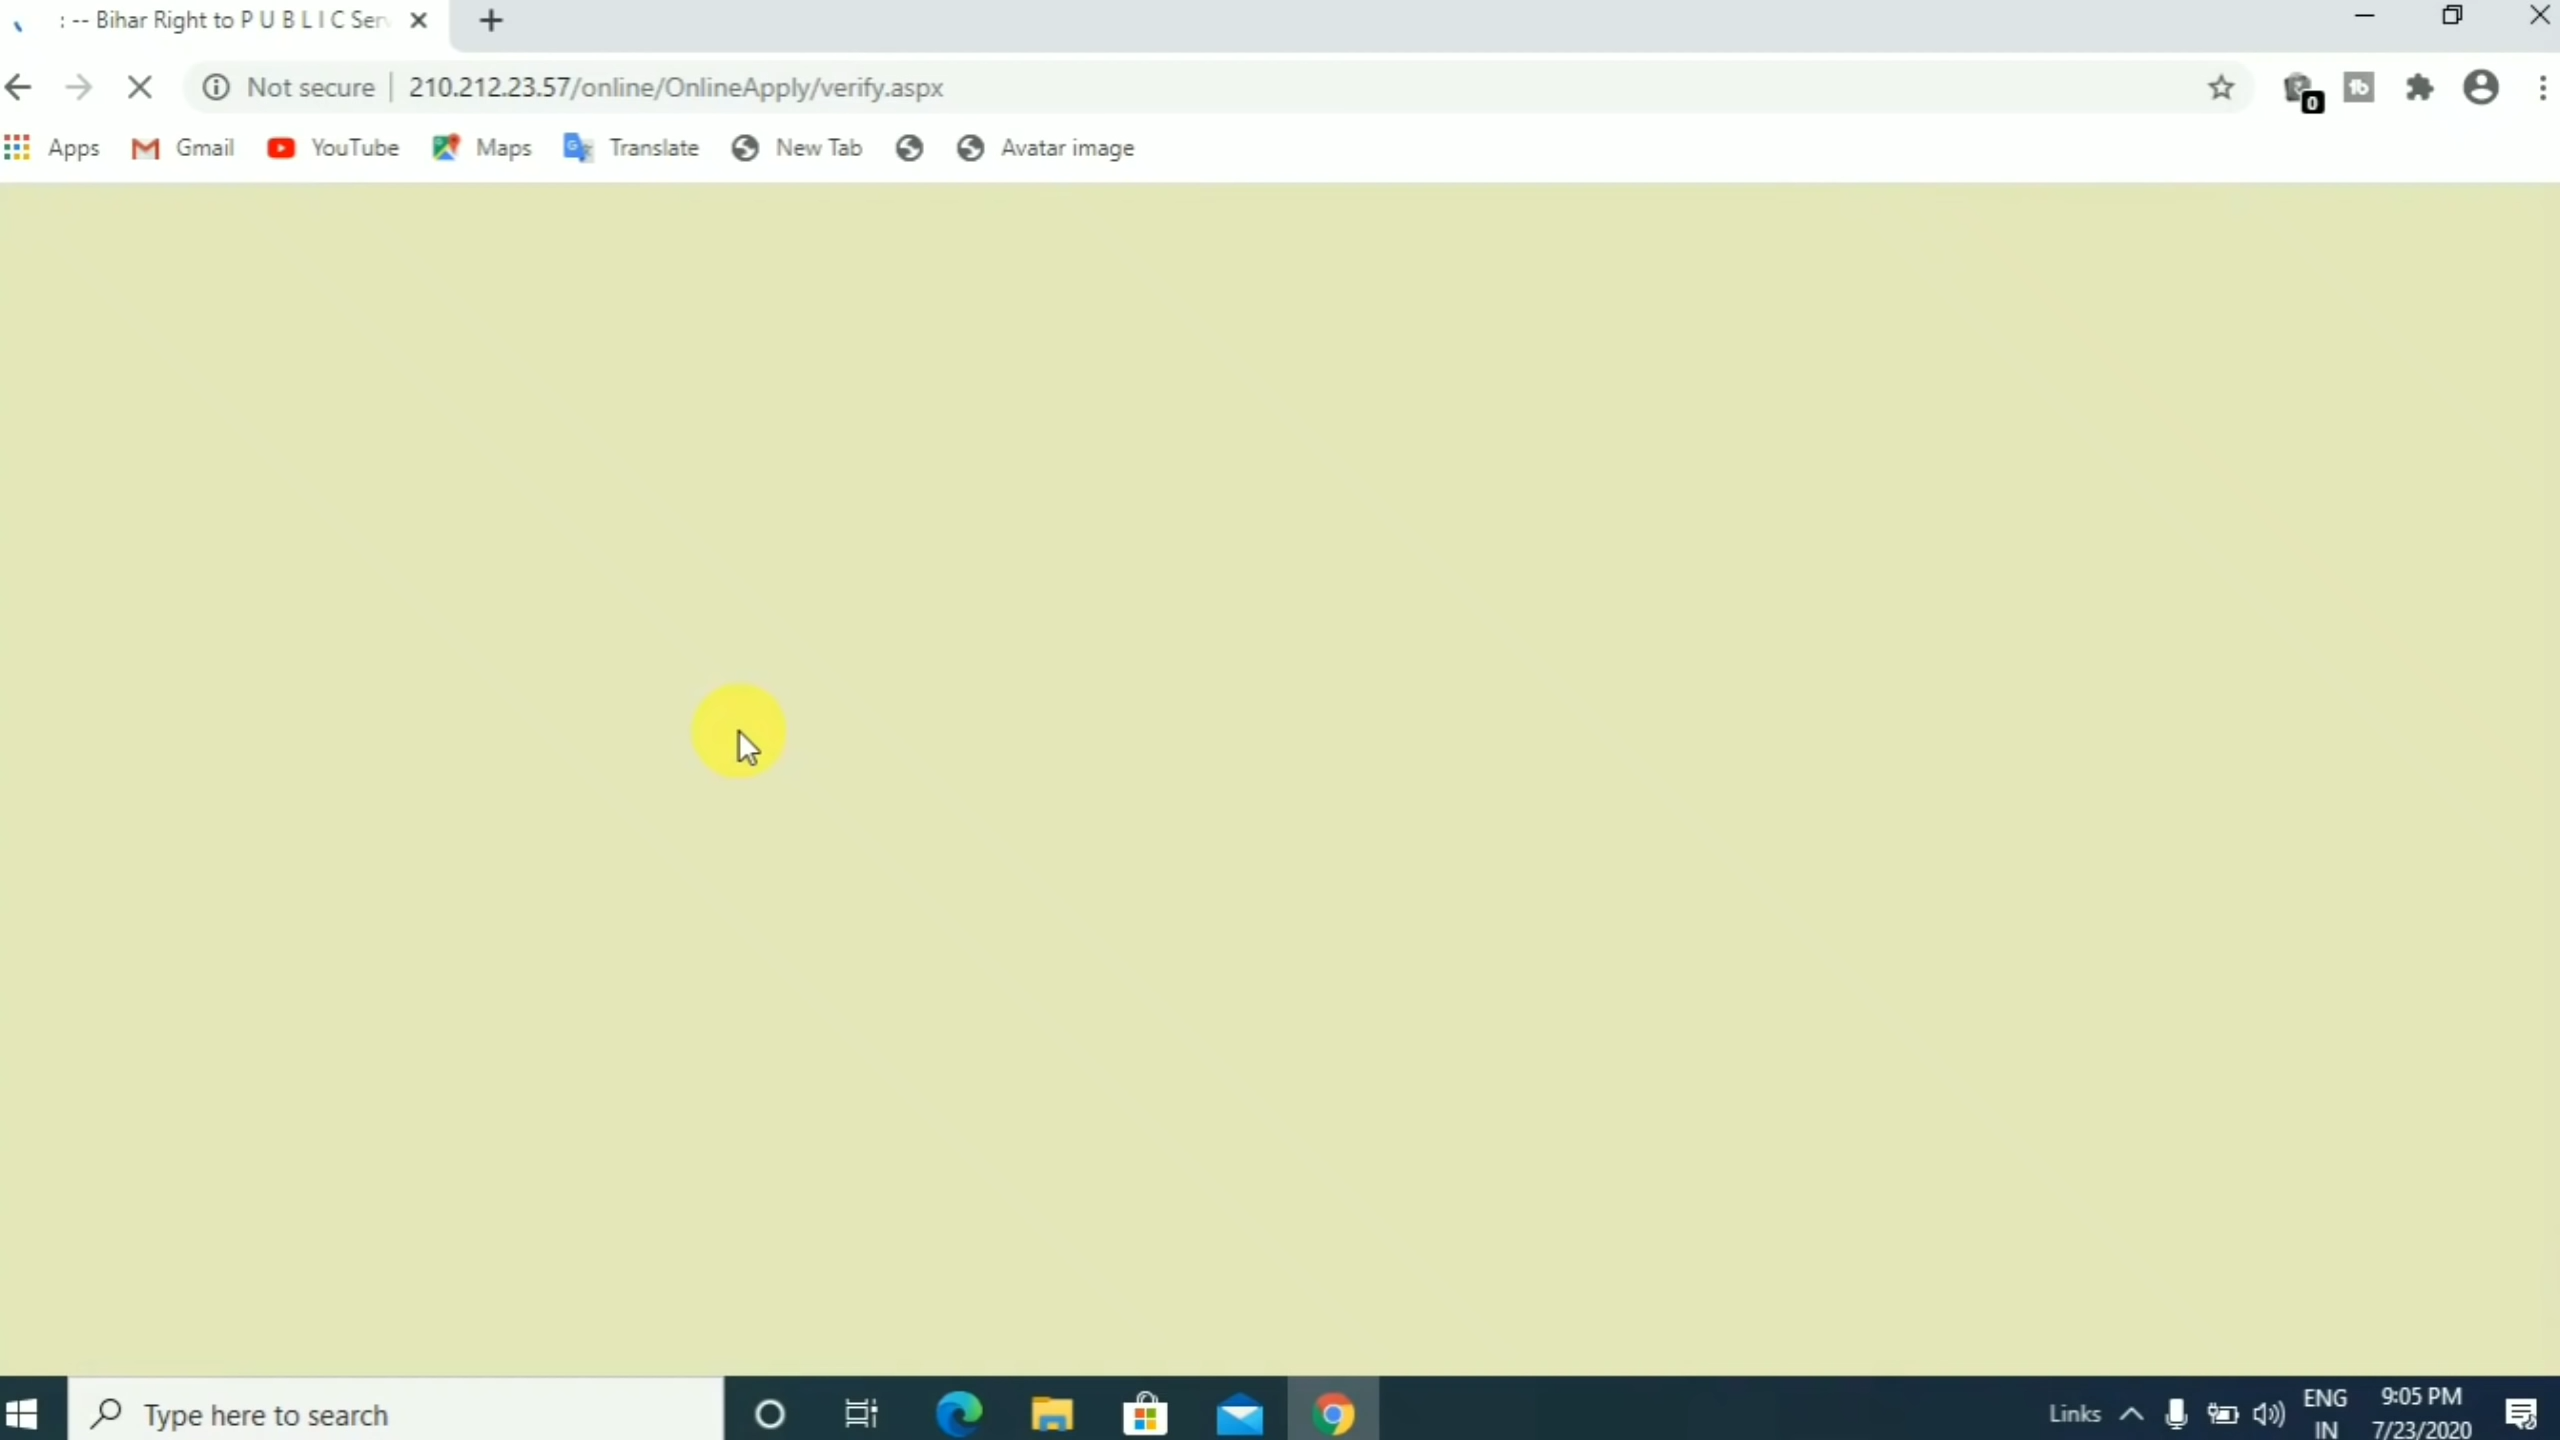 : -- Bihar Right to P U B L I C Ser
Not secure | 210.212.23.57/online/OnlineApply/verify.aspx
0
Apps Gmail YouTube Maps Translate New Tab Avatar image
Type here to search
Links ENG 9:05 PM
IN 7/23/2020